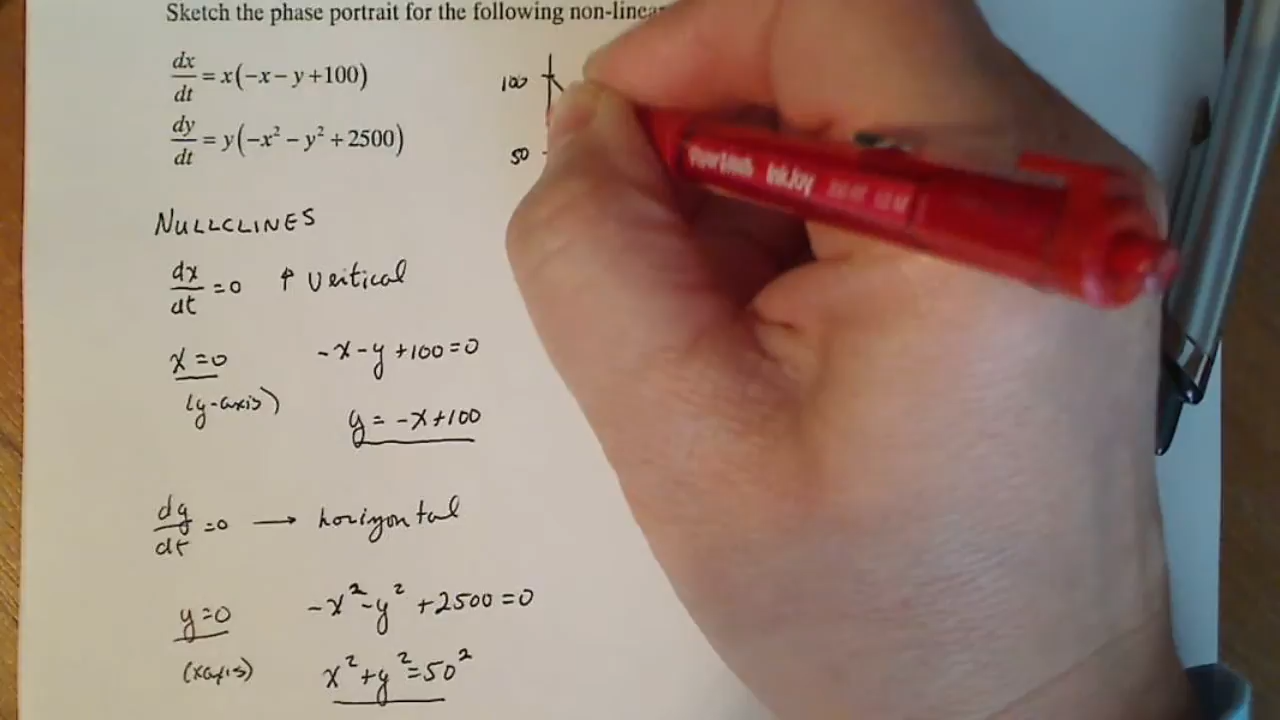 Sketch the phase portrait for the following non-linear
dx/dt = x(-x - y + 100)
dy/dt = y(-x² - y² + 2500)
100
50
NULLCLINES
dx/dt = 0 ↑ Vertical
x = 0 -x - y + 100 = 0
(y-axis) y = -x + 100
dy/dt = 0 → horizontal
y = 0 -x² - y² + 2500 = 0
(x axis) x² + y² = 50²
InkJoy